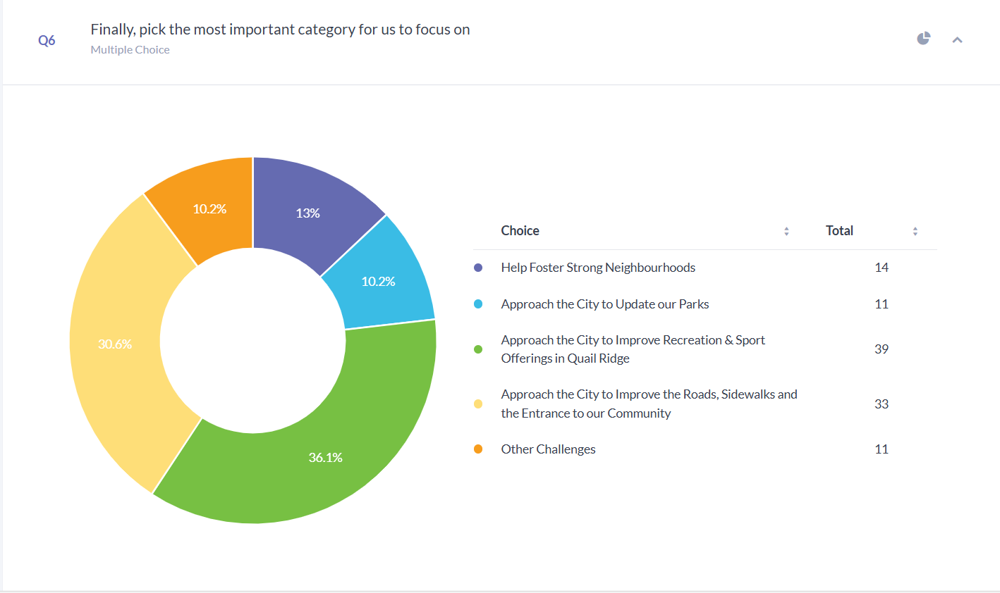 Q6
Finally, pick the most important category for us to focus on
Multiple Choice
13%
10.2%
36.1%
30.6%
10.2%
Choice Total
Help Foster Strong Neighbourhoods 14
Approach the City to Update our Parks 11
Approach the City to Improve Recreation & Sport
Offerings in Quail Ridge 39
Approach the City to Improve the Roads, Sidewalks and
the Entrance to our Community 33
Other Challenges 11